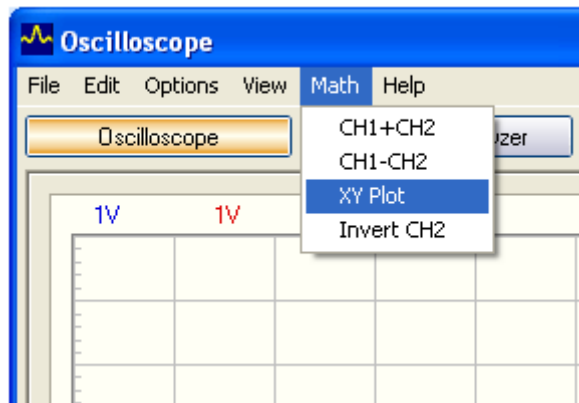 Oscilloscope
File Edit Options View Math Help
Oscilloscope
CH1+CH2
CH1-CH2
XY Plot
Invert CH2
1V 1V